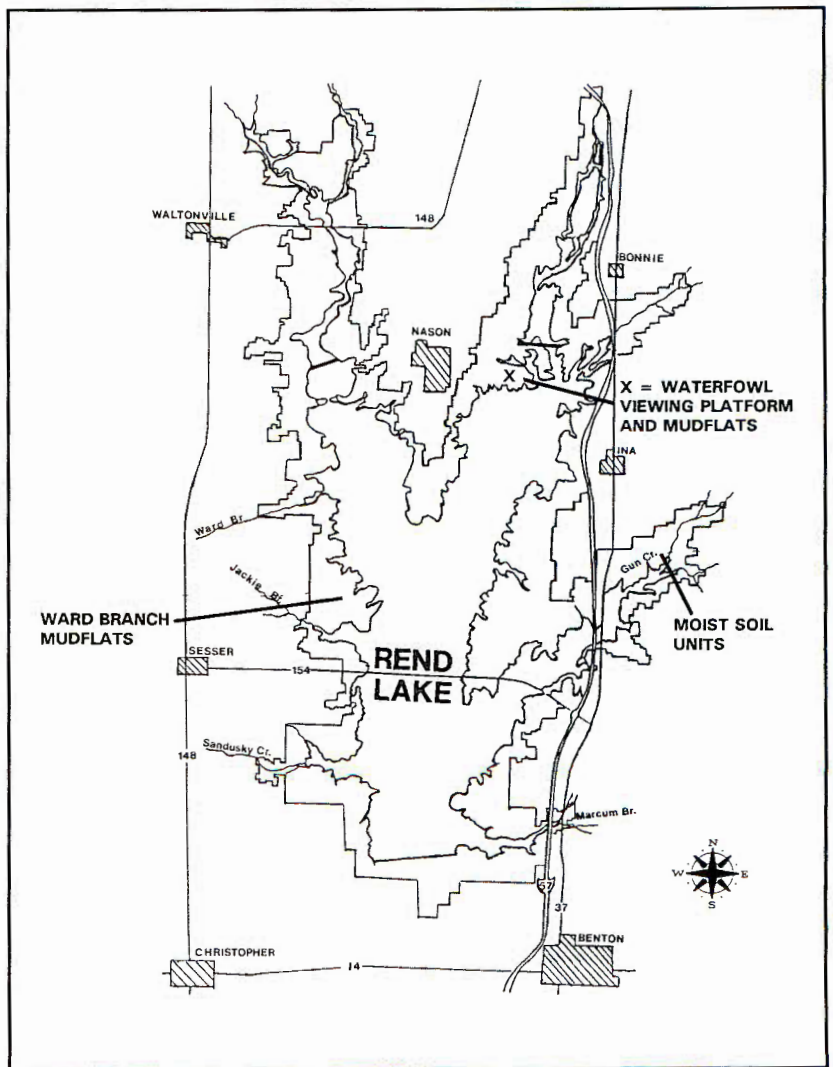 WALTONVILLE
148
BONNIE
NASON
X
X = WATERFOWL
VIEWING PLATFORM
AND MUDFLATS
INA
Ward Br.
Gun Cr.
Jackie Br.
WARD BRANCH
MUDFLATS
MOIST SOIL
UNITS
SESSER
154
REND
LAKE
Sandusky Cr.
148
Marcum Br.
N
W
E
S
57
37
BENTON
CHRISTOPHER
14